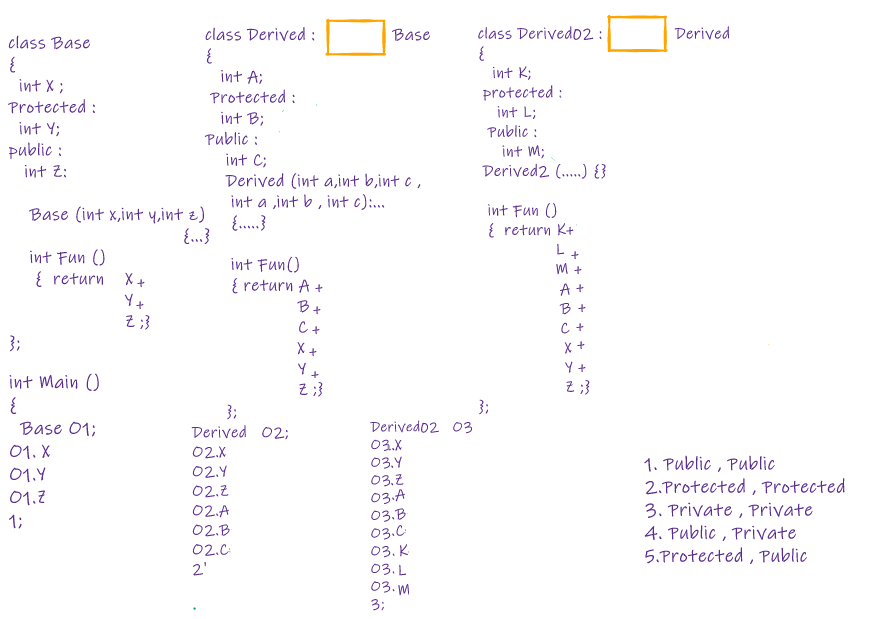 class Base
{
int X ;
Protected :
int Y;
public :
int Z:
Base (int x,int y,int z)
{...}
int Fun ()
{ return X +
Y +
Z ;}
};
int Main ()
{
Base O1;
O1. X
O1.Y
O1.Z
1;
class Derived : Base
{
int A;
Protected :
int B;
Public :
int C;
Derived (int a,int b,int c ,
int a ,int b , int c):...
{.....}
int Fun()
{ return A +
B +
C +
X +
Y +
Z ;}
};
Derived O2;
O2.X
O2.Y
O2.Z
O2.A
O2.B
O2.C
2'
class Derived02 : Derived
{
int K;
protected :
int L;
Public :
int M;
Derived2 (.....) {}
int Fun ()
{ return K+
L +
M +
A +
B +
C +
X +
Y +
Z ;}
};
Derived02 O3
O3.X
O3.Y
O3.Z
O3.A
O3.B
O3.C
O3. K
O3. L
O3. M
3;
1. Public , Public
2.Protected , Protected
3. Private , Private
4. Public , Private
5.Protected , Public